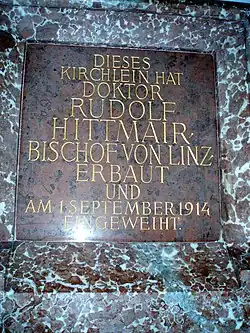 DIESES
KIRCHLEIN HAT
DOKTOR
RUDOLF
HITTMAIR·
BISCHOF VON LINZ·
ERBAUT
UND
AM 1. SEPTEMBER 1914
EINGEWEIHT.